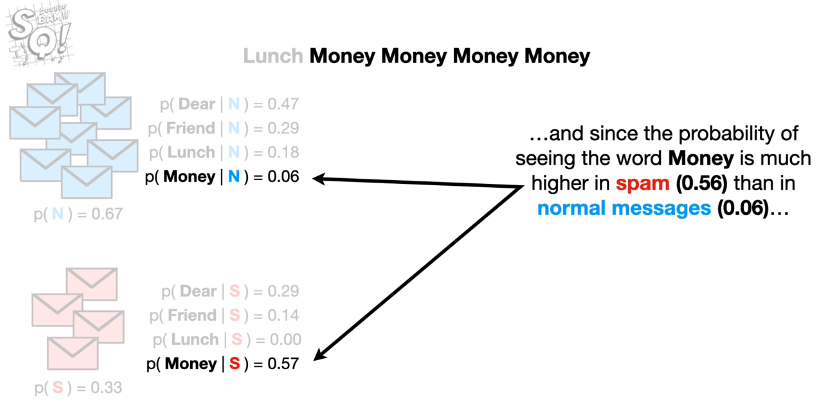 STATQUEST!!!
Lunch Money Money Money Money
p( Dear | N ) = 0.47
p( Friend | N ) = 0.29
p( Lunch | N ) = 0.18
p( Money | N ) = 0.06
p( N ) = 0.67
…and since the probability of
seeing the word Money is much
higher in spam (0.56) than in
normal messages (0.06)…
p( Dear | S ) = 0.29
p( Friend | S ) = 0.14
p( Lunch | S ) = 0.00
p( Money | S ) = 0.57
p( S ) = 0.33